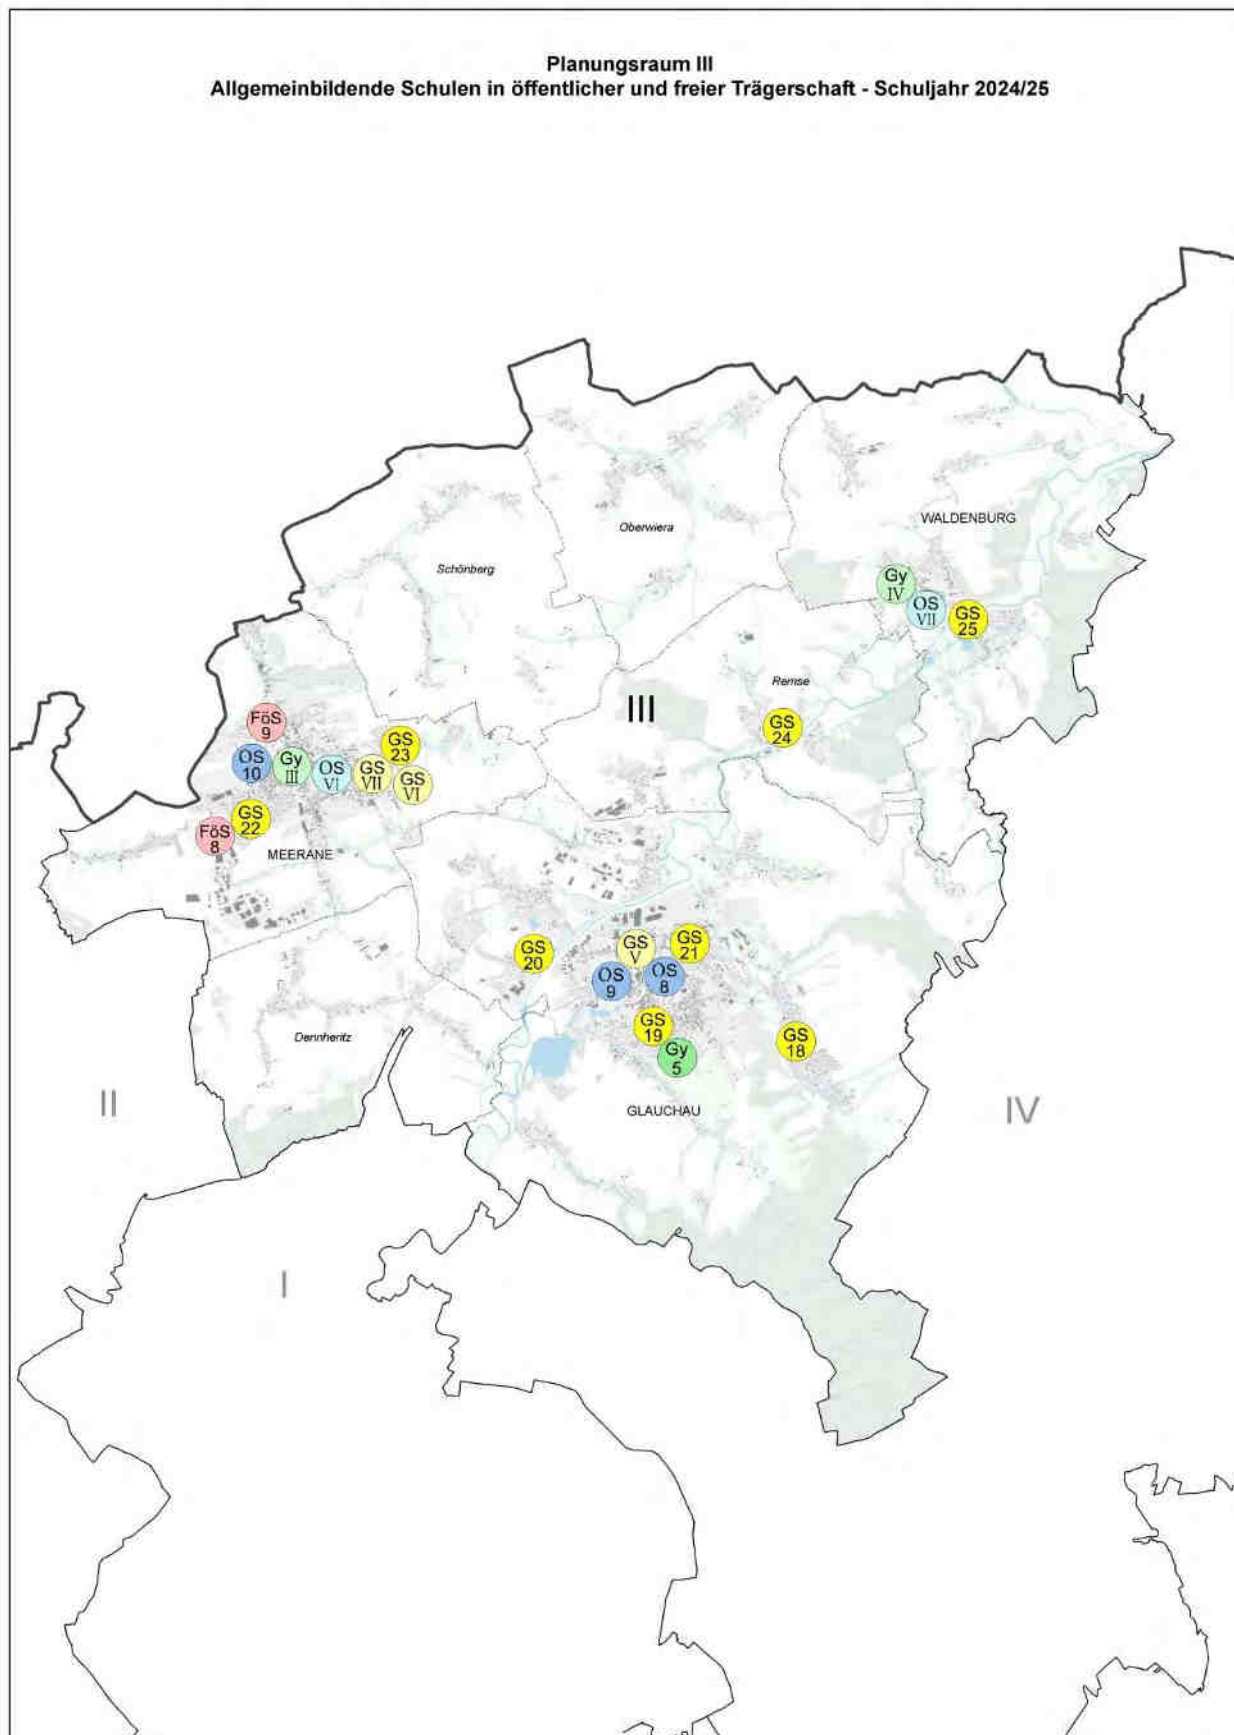 Planungsraum III
Allgemeinbildende Schulen in öffentlicher und freier Trägerschaft - Schuljahr 2024/25
WALDENBURG
Oberwiera
Schönberg
Gy
IV
OS
VII
GS
25
Remse
III
GS
24
FöS
9
GS
23
OS
10
Gy
III
OS
VI
GS
VII
GS
VI
GS
22
FöS
8
MEERANE
GS
20
GS
V
GS
21
OS
9
OS
8
GS
19
Gy
5
GS
18
Dennheritz
GLAUCHAU
II
IV
I